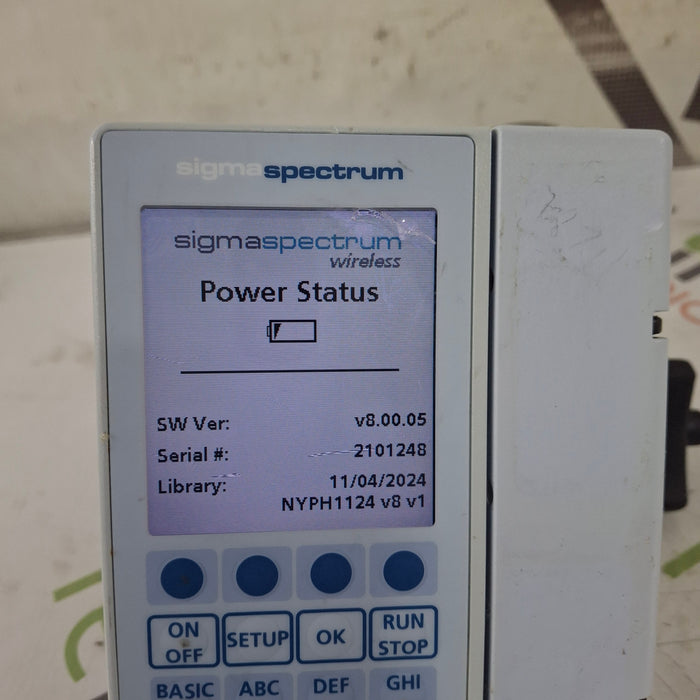 sigmaspectrum
sigmaspectrum
wireless
Power Status
SW Ver: v8.00.05
Serial #: 2101248
Library: 11/04/2024
NYPH1124 v8 v1
ON OFF SETUP OK RUN STOP
BASIC ABC DEF GHI